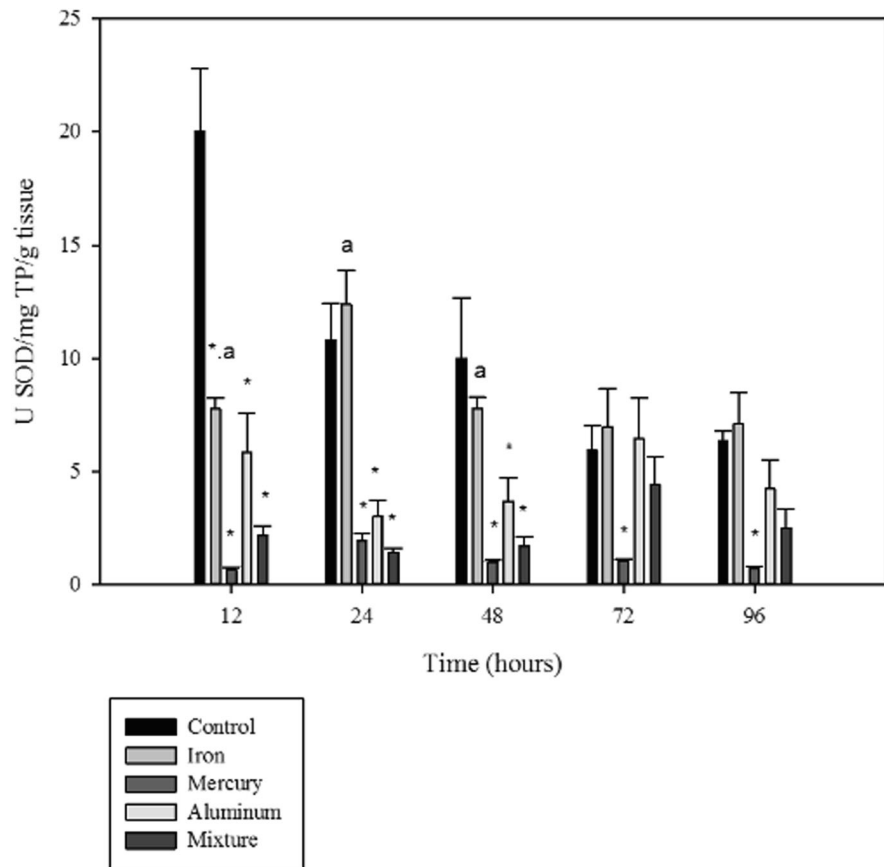 U SOD/mg TP/g tissue
25
20
15
10
5
0
*.a
*
*
*
a
*
*
*
a
*
*
*
*
*
12 24 48 72 96
Time (hours)
Control
Iron
Mercury
Aluminum
Mixture